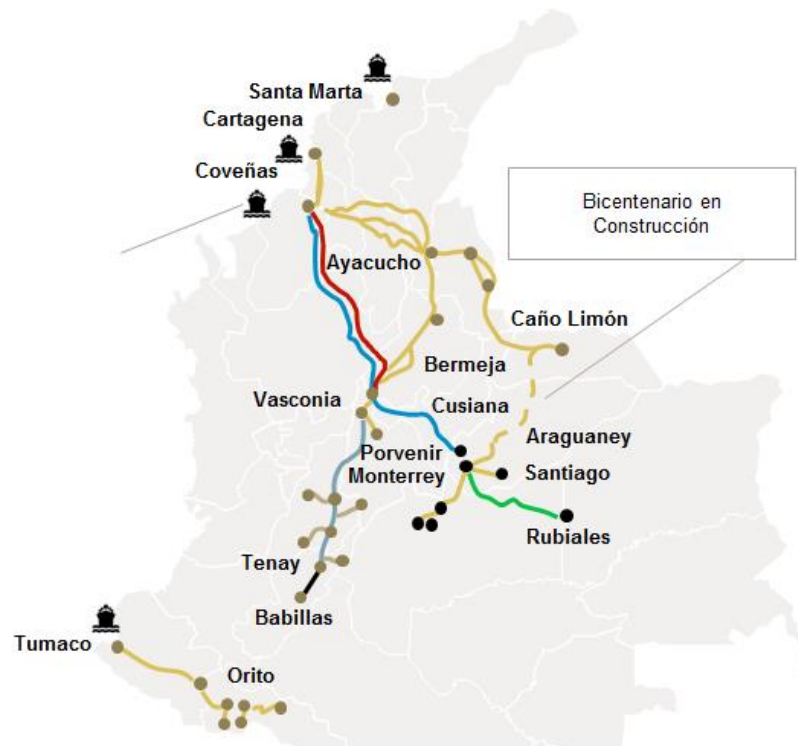 Santa Marta
Cartagena
Coveñas
Bicentenario en
Construcción
Ayacucho
Caño Limón
Bermeja
Vasconia
Cusiana
Araguaney
Porvenir
Monterrey
Santiago
Rubiales
Tenay
Babillas
Tumaco
Orito